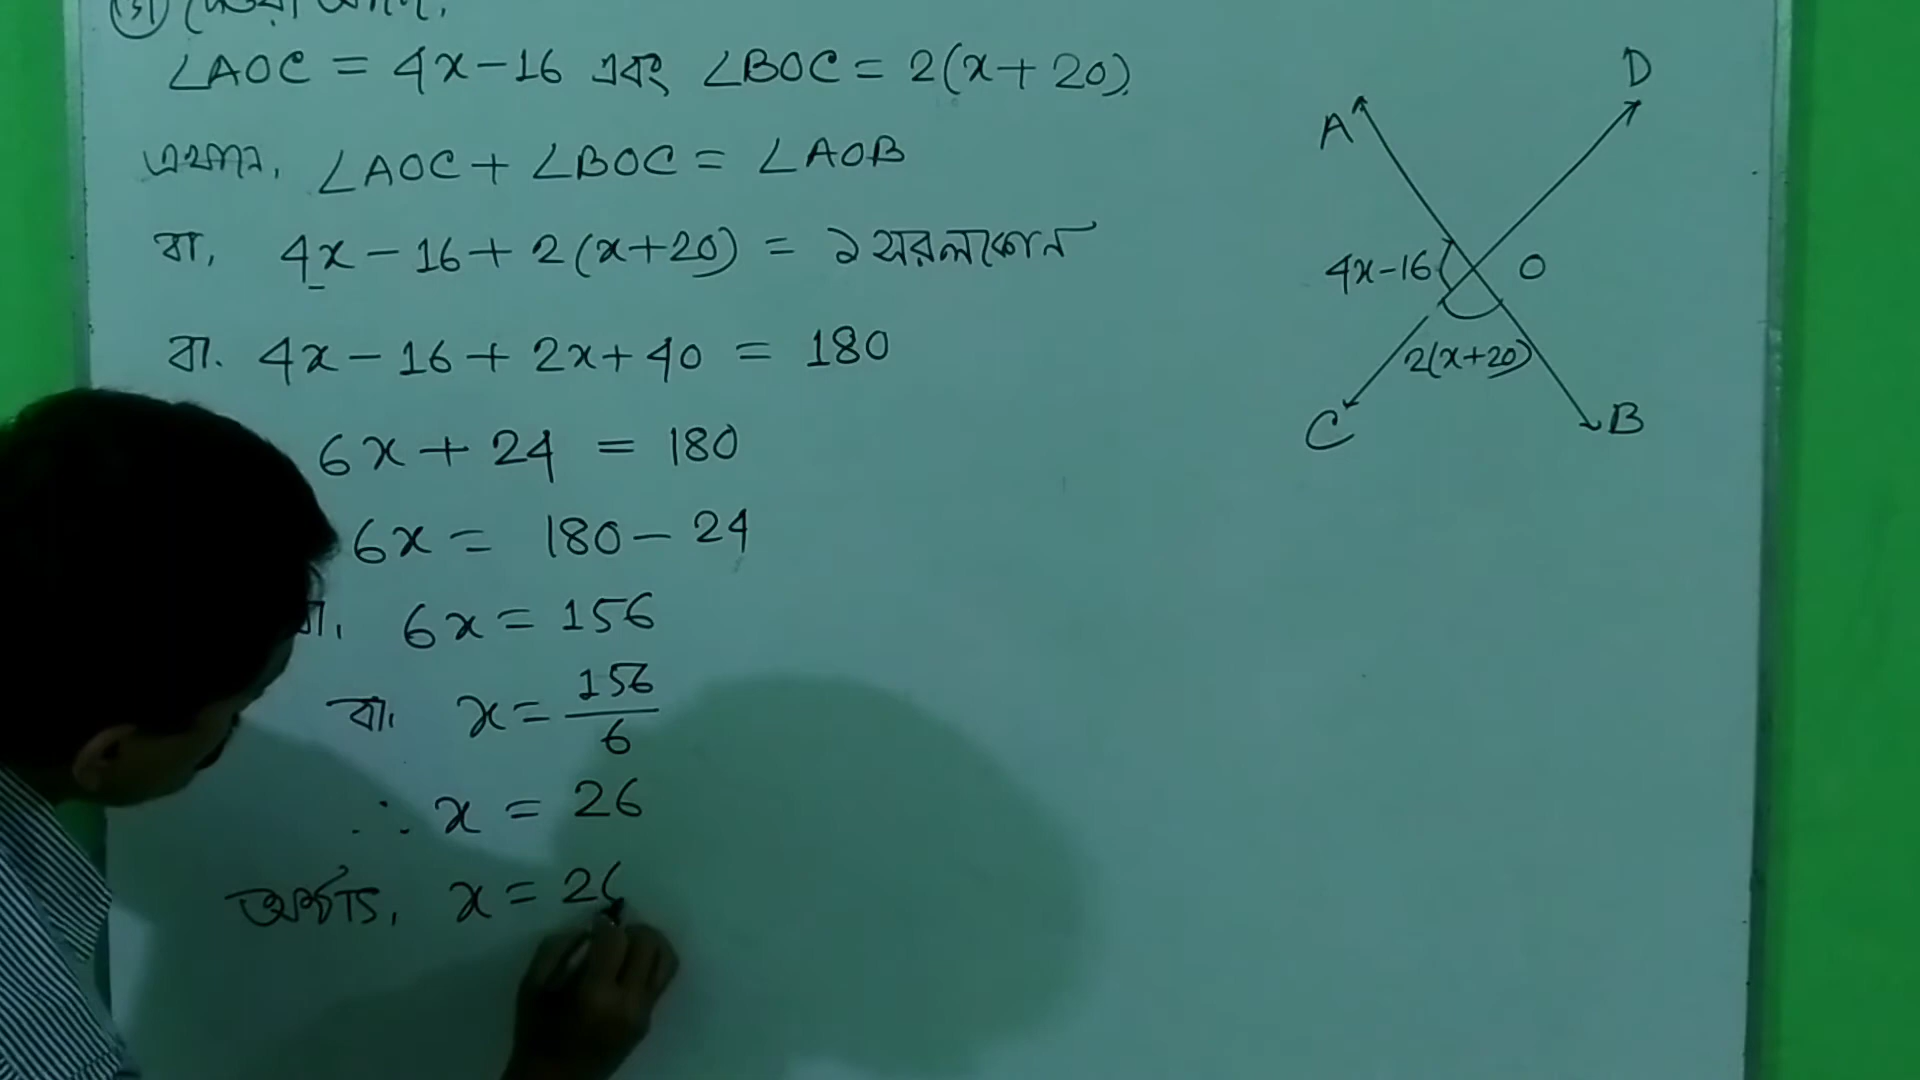 ∠AOC = 4x-16 এবং ∠BOC = 2(x+20).
এখন, ∠AOC + ∠BOC = ∠AOB
বা, 4x - 16 + 2(x+20) = ১ সরলকোন
বা. 4x - 16 + 2x + 40 = 180
6x + 24 = 180
6x = 180 - 24
বা, 6x = 156
বা, x = 156/6
∴ x = 26
অর্থাৎ, x = 26
D
A
4x-16
O
2(x+20)
C
B